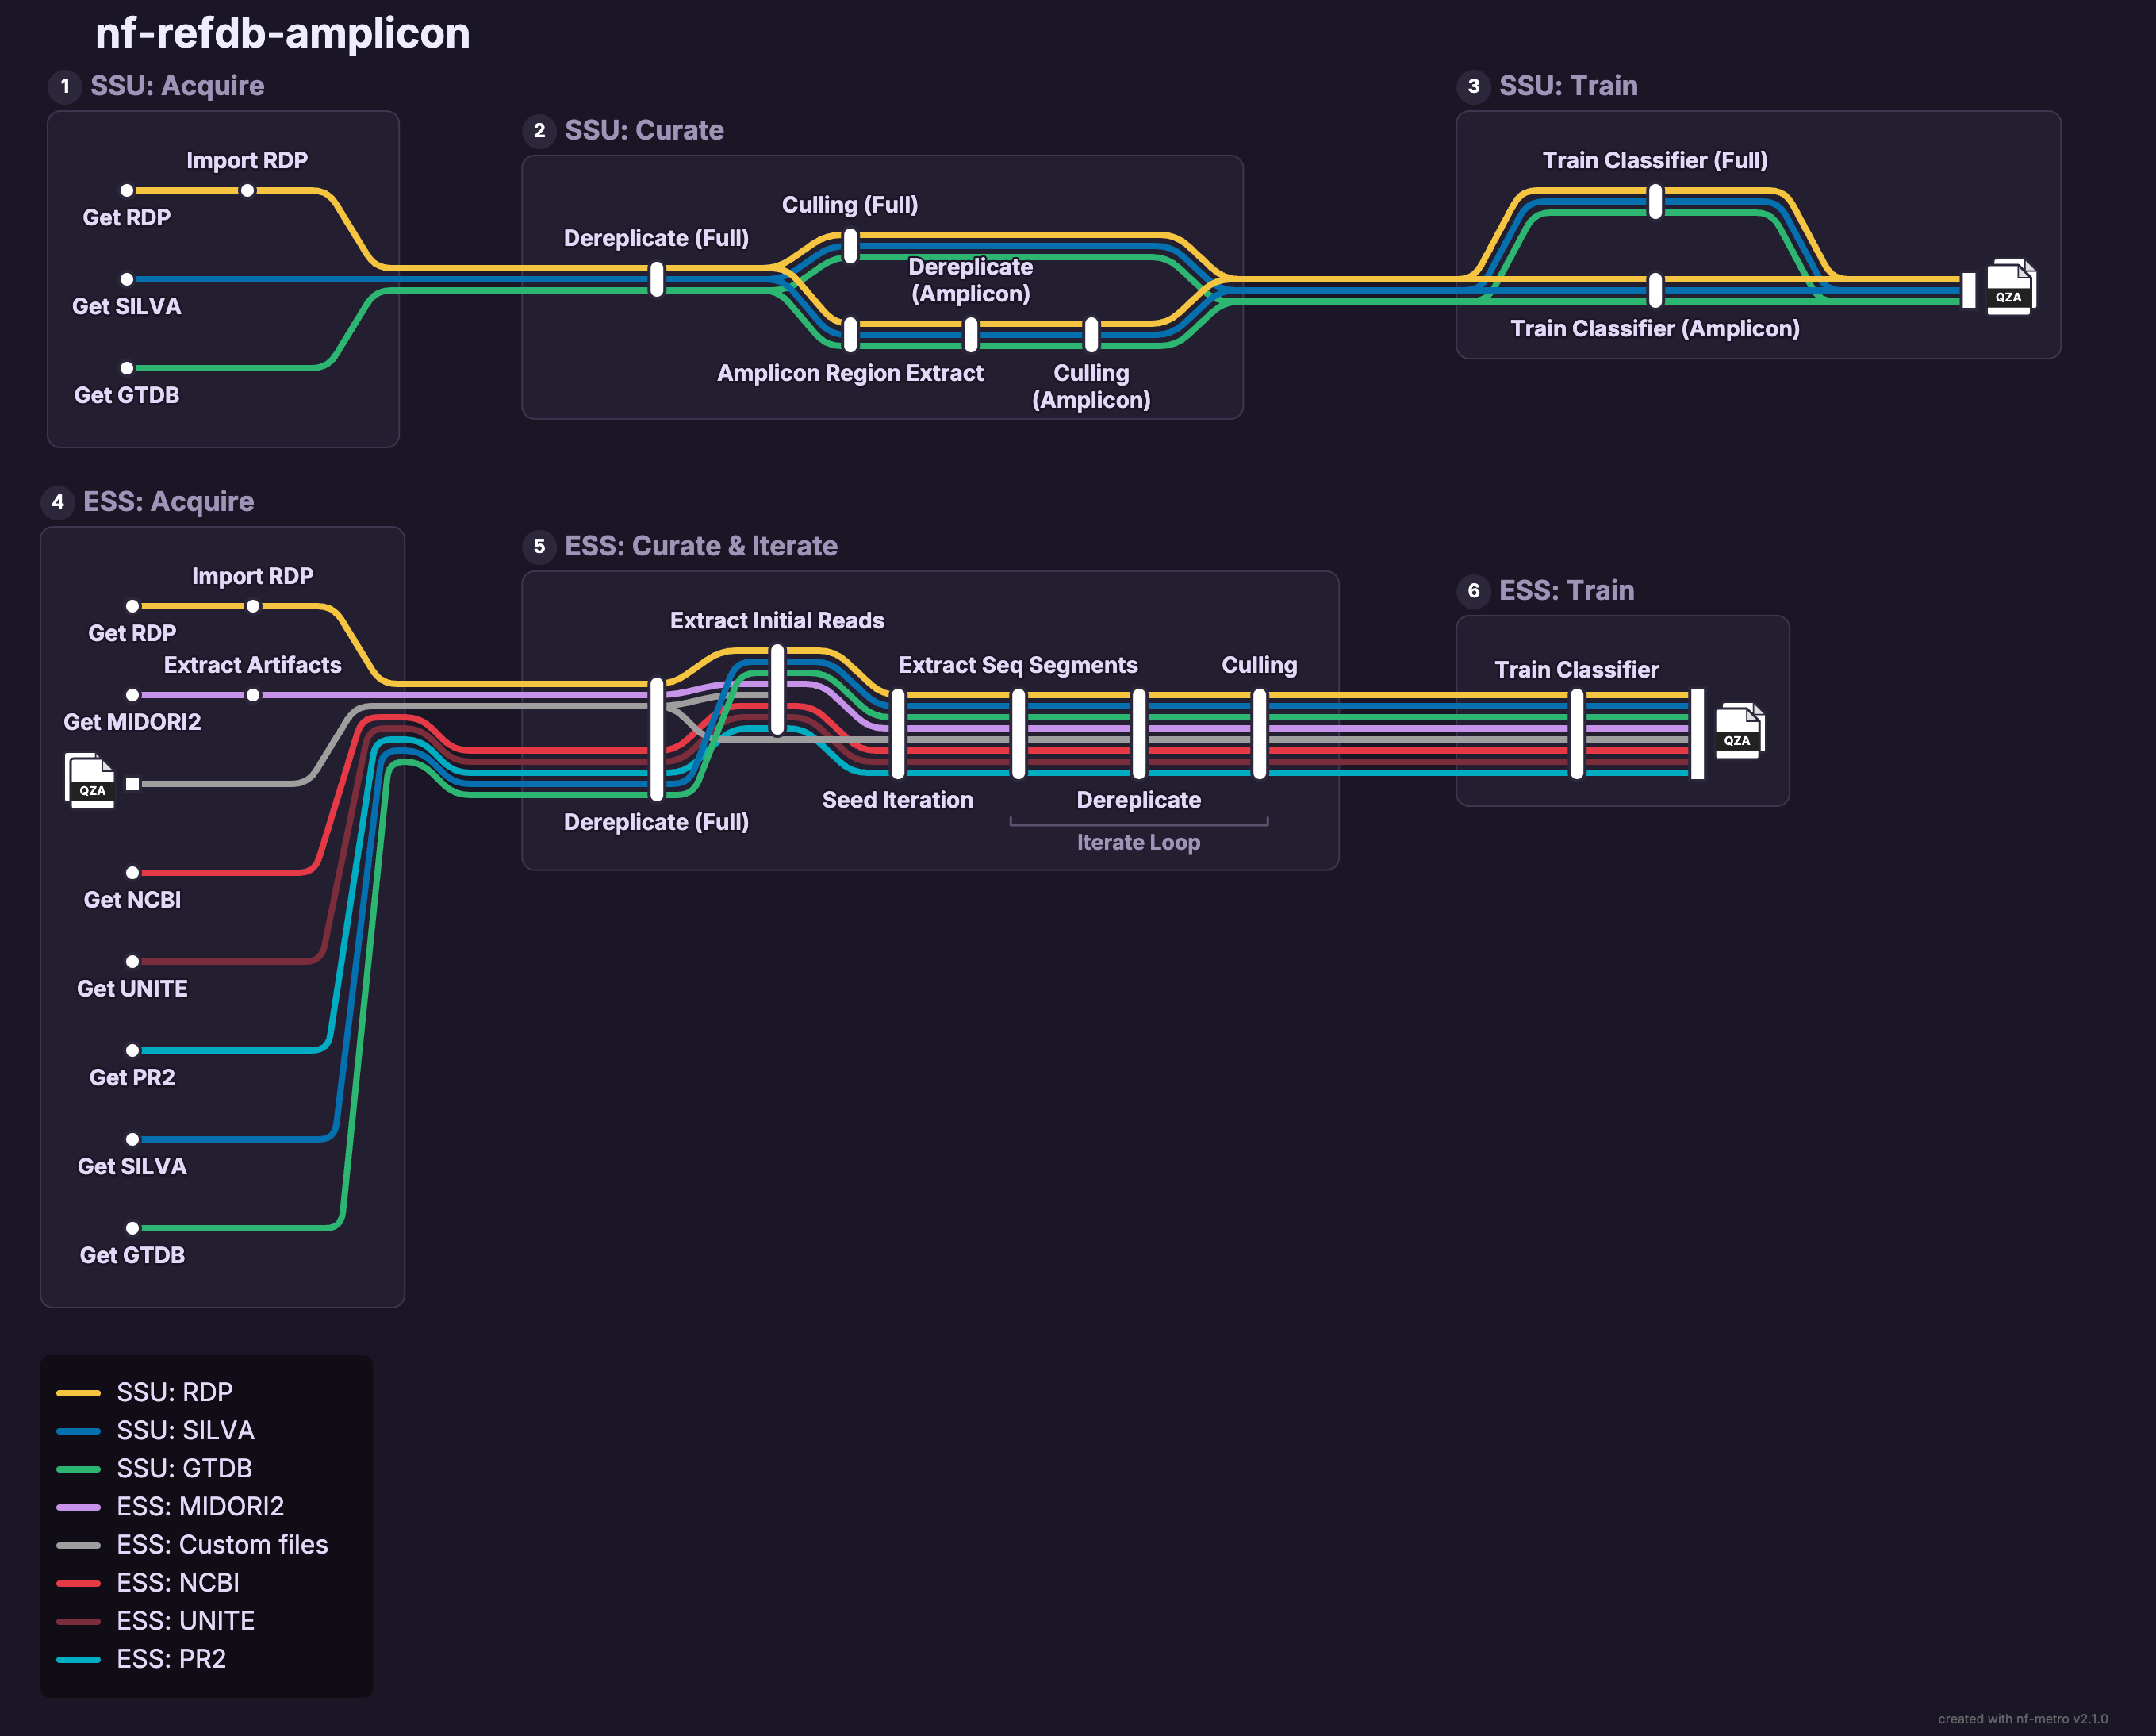 nf-refdb-amplicon
1 SSU: Acquire
Import RDP
Get RDP
Get SILVA
Get GTDB
2 SSU: Curate
Culling (Full)
Dereplicate (Full)
Dereplicate
(Amplicon)
Amplicon Region Extract
Culling
(Amplicon)
3 SSU: Train
Train Classifier (Full)
QZA
Train Classifier (Amplicon)
4 ESS: Acquire
Import RDP
Get RDP
Extract Artifacts
Get MIDORI2
QZA
Get NCBI
Get UNITE
Get PR2
Get SILVA
Get GTDB
5 ESS: Curate & Iterate
Extract Initial Reads
Extract Seq Segments
Culling
Seed Iteration
Dereplicate
Dereplicate (Full)
Iterate Loop
6 ESS: Train
Train Classifier
QZA
SSU: RDP
SSU: SILVA
SSU: GTDB
ESS: MIDORI2
ESS: Custom files
ESS: NCBI
ESS: UNITE
ESS: PR2
created with nf-metro v2.1.0